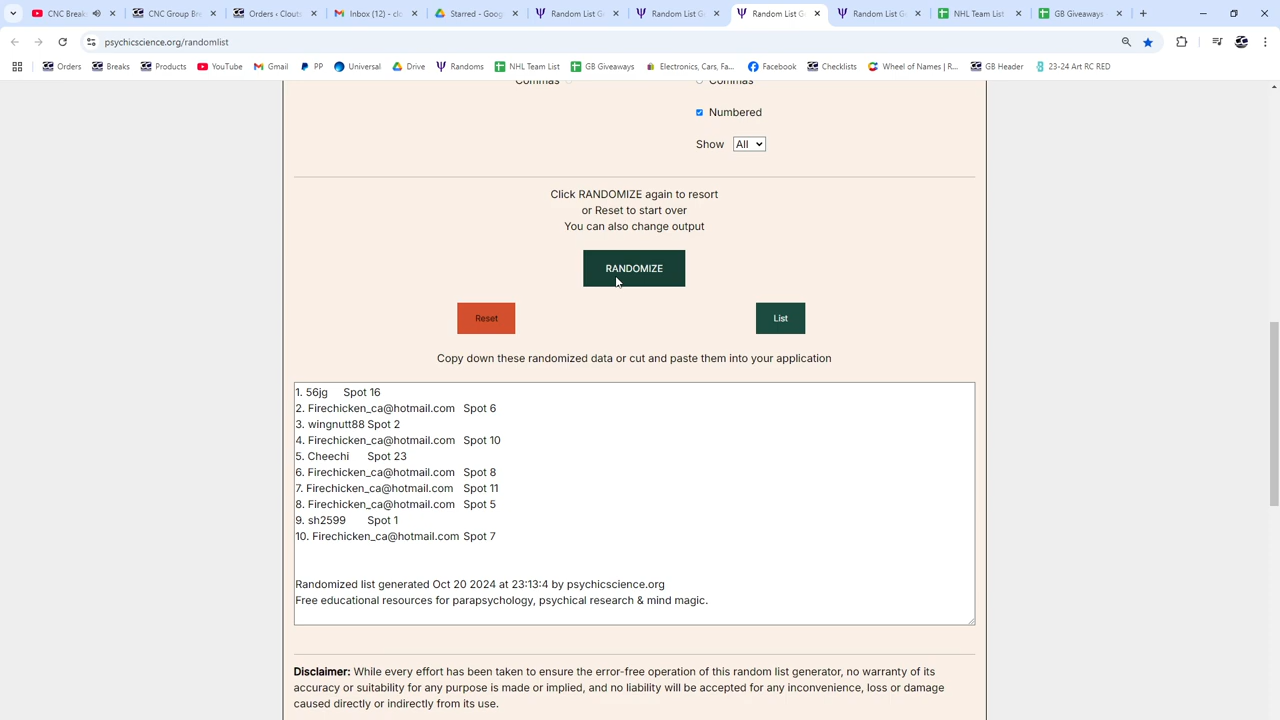 CNC Breaks
CNC Group Bre
Orders ‹ Clouts
Inbox (12) - clo
Starred - Goog
Random List Ge
Random List Ge
Random List Ge
Random List Ge
NHL Team List
GB Giveaways
psychicscience.org/randomlist
Orders
Breaks
Products
YouTube
Gmail
PP
Universal
Drive
Randoms
NHL Team List
GB Giveaways
Electronics, Cars, Fa...
Facebook
Checklists
Wheel of Names | R...
GB Header
23-24 Art RC RED
Commas
Commas
Numbered
Show All
Click RANDOMIZE again to resort
or Reset to start over
You can also change output
RANDOMIZE
Reset
List
Copy down these randomized data or cut and paste them into your application
1. 56jg Spot 16
2. Firechicken_ca@hotmail.com Spot 6
3. wingnutt88 Spot 2
4. Firechicken_ca@hotmail.com Spot 10
5. Cheechi Spot 23
6. Firechicken_ca@hotmail.com Spot 8
7. Firechicken_ca@hotmail.com Spot 11
8. Firechicken_ca@hotmail.com Spot 5
9. sh2599 Spot 1
10. Firechicken_ca@hotmail.com Spot 7
Randomized list generated Oct 20 2024 at 23:13:4 by psychicscience.org
Free educational resources for parapsychology, psychical research & mind magic.
Disclaimer: While every effort has been taken to ensure the error-free operation of this random list generator, no warranty of its
accuracy or suitability for any purpose is made or implied, and no liability will be accepted for any inconvenience, loss or damage
caused directly or indirectly from its use.